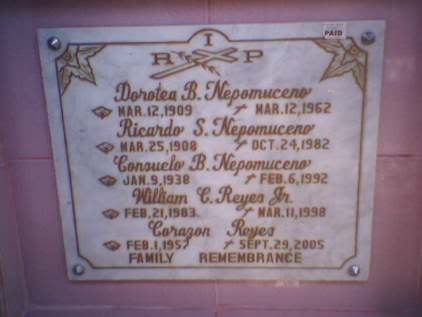 PAID
R I P
Dorotea B. Nepomuceno
MAR.12,1909 MAR.12,1962
Ricardo S. Nepomuceno
MAR.25,1908 OCT.24,1982
Consuelo B. Nepomuceno
JAN.9,1938 FEB.6,1992
William C. Reyes Jr.
FEB.21,1983. MAR.11,1998
Corazon Reyes
FEB.1,1957 SEPT.29,2005
FAMILY REMEMBRANCE